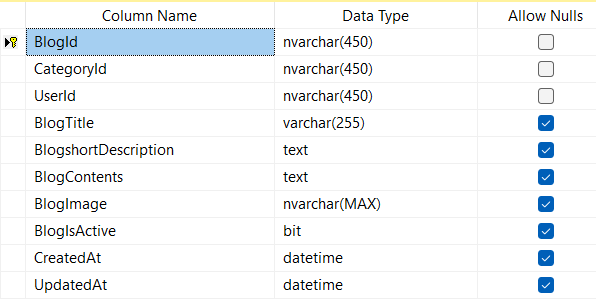 Column Name Data Type Allow Nulls
BlogId nvarchar(450)
CategoryId nvarchar(450)
UserId nvarchar(450)
BlogTitle varchar(255)
BlogshortDescription text
BlogContents text
BlogImage nvarchar(MAX)
BlogIsActive bit
CreatedAt datetime
UpdatedAt datetime